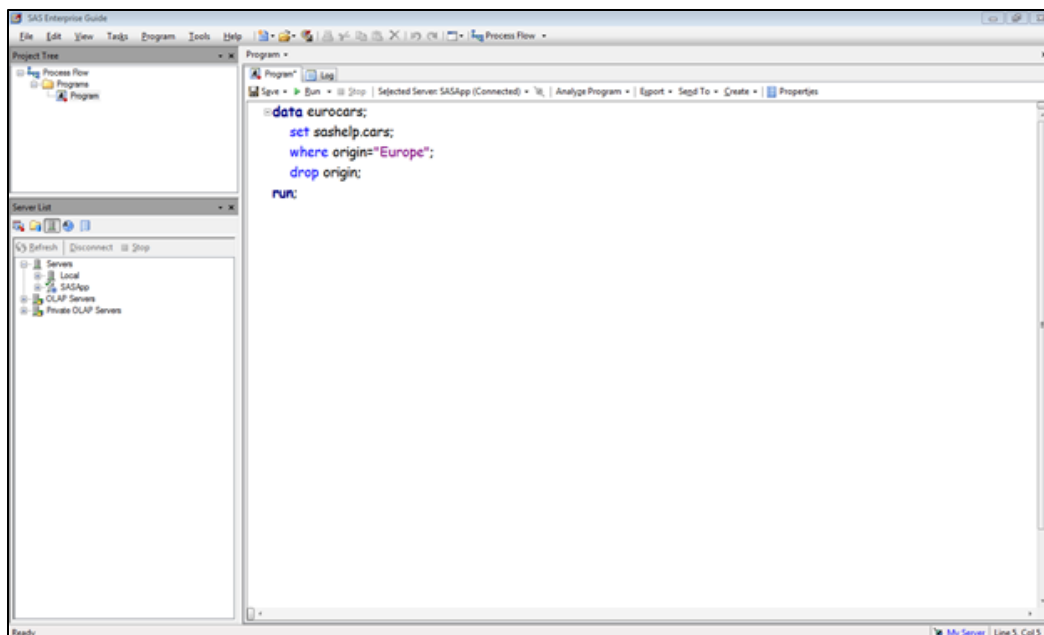 SAS Enterprise Guide
File Edit View Tasks Program Tools Help Process Flow
Project Tree
Process Flow
Programs
Program
Server List
Refresh Disconnect Stop
Servers
Local
SASApp
OLAP Servers
Private OLAP Servers
Program
Program* Log
Save Run Stop Selected Server: SASApp (Connected) Analyze Program Export Send To Create Properties
data eurocars;
set sashelp.cars;
where origin="Europe";
drop origin;
run;
Ready
My Server Line 5, Col 5